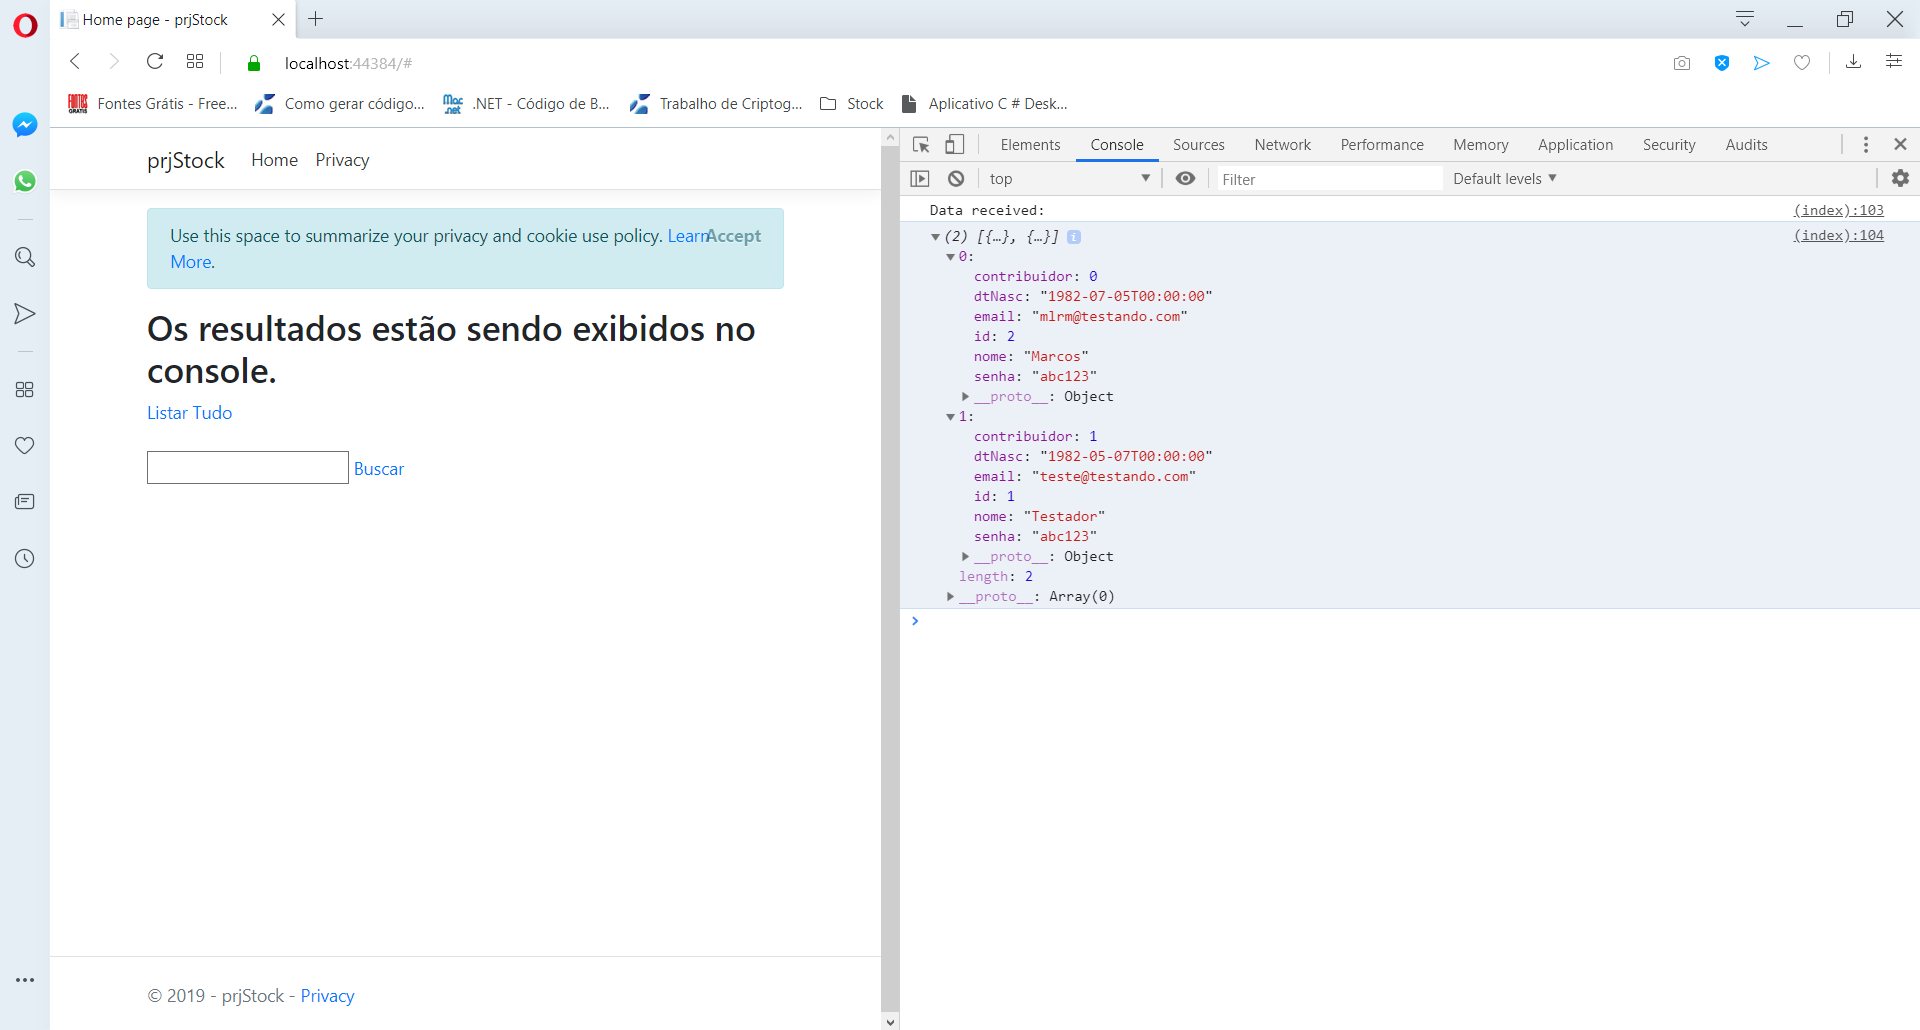 Home page - prjStock
localhost:44384/#
FONTES GRÁTIS Fontes Grátis - Free... Como gerar código... Mac .net .NET - Código de B... Trabalho de Criptog... Stock Aplicativo C # Desk...
prjStock Home Privacy
Use this space to summarize your privacy and cookie use policy. Learn Accept
More.
Os resultados estão sendo exibidos no
console.
Listar Tudo
Buscar
© 2019 - prjStock - Privacy
Elements Console Sources Network Performance Memory Application Security Audits
top Filter Default levels
Data received: (index):103
(2) [{…}, {…}] i (index):104
0:
contribuidor: 0
dtNasc: "1982-07-05T00:00:00"
email: "mlrm@testando.com"
id: 2
nome: "Marcos"
senha: "abc123"
__proto__: Object
1:
contribuidor: 1
dtNasc: "1982-05-07T00:00:00"
email: "teste@testando.com"
id: 1
nome: "Testador"
senha: "abc123"
__proto__: Object
length: 2
__proto__: Array(0)